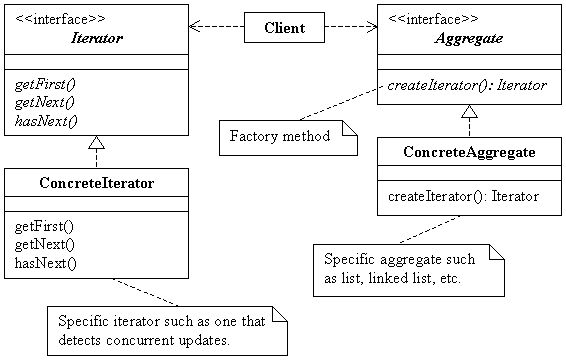 <<interface>>
Iterator
getFirst()
getNext()
hasNext()
Client
<<interface>>
Aggregate
createIterator(): Iterator
Factory method
ConcreteIterator
getFirst()
getNext()
hasNext()
ConcreteAggregate
createIterator(): Iterator
Specific aggregate such
as list, linked list, etc.
Specific iterator such as one that
detects concurrent updates.